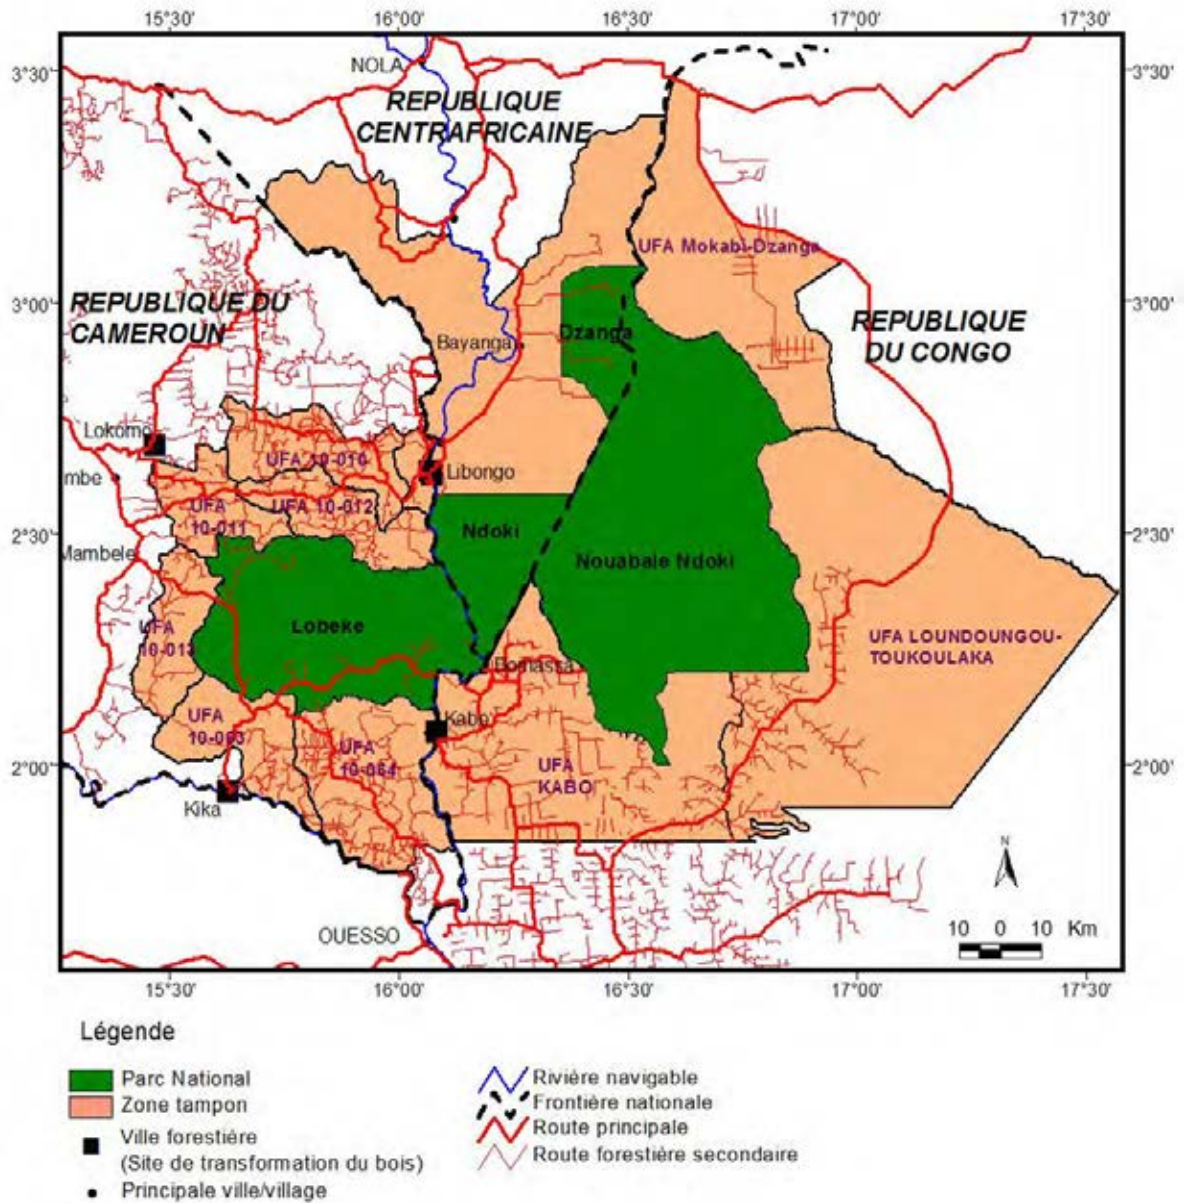 15°30' 16°00' 16°30' 17°00' 17°30'
3°30' 3°30'
NOLA
REPUBLIQUE
CENTRAFRICAINE
UFA Mokabi-Dzanga
3°00' 3°00'
REPUBLIQUE DU
CAMEROUN
REPUBLIQUE
DU CONGO
Dzanga
Bayanga
Lokomo
UFA 10-010
Libongo
mbe
UFA
10-011
UFA 10-012
2°30' 2°30'
Ndoki
Mambele
Nouabale Ndoki
Lobeke
UFA
10-013
UFA LOUNDOUNGOU-
TOUKOULAKA
Bomassa
UFA
10-063
Kabo
UFA
10-064
UFA
KABO
2°00' 2°00'
Kika
N
OUESSO
10 0 10 Km
15°30' 16°00' 16°30' 17°00' 17°30'
Légende
Parc National
Zone tampon
Ville forestière
(Site de transformation du bois)
Principale ville/village
Rivière navigable
Frontière nationale
Route principale
Route forestière secondaire